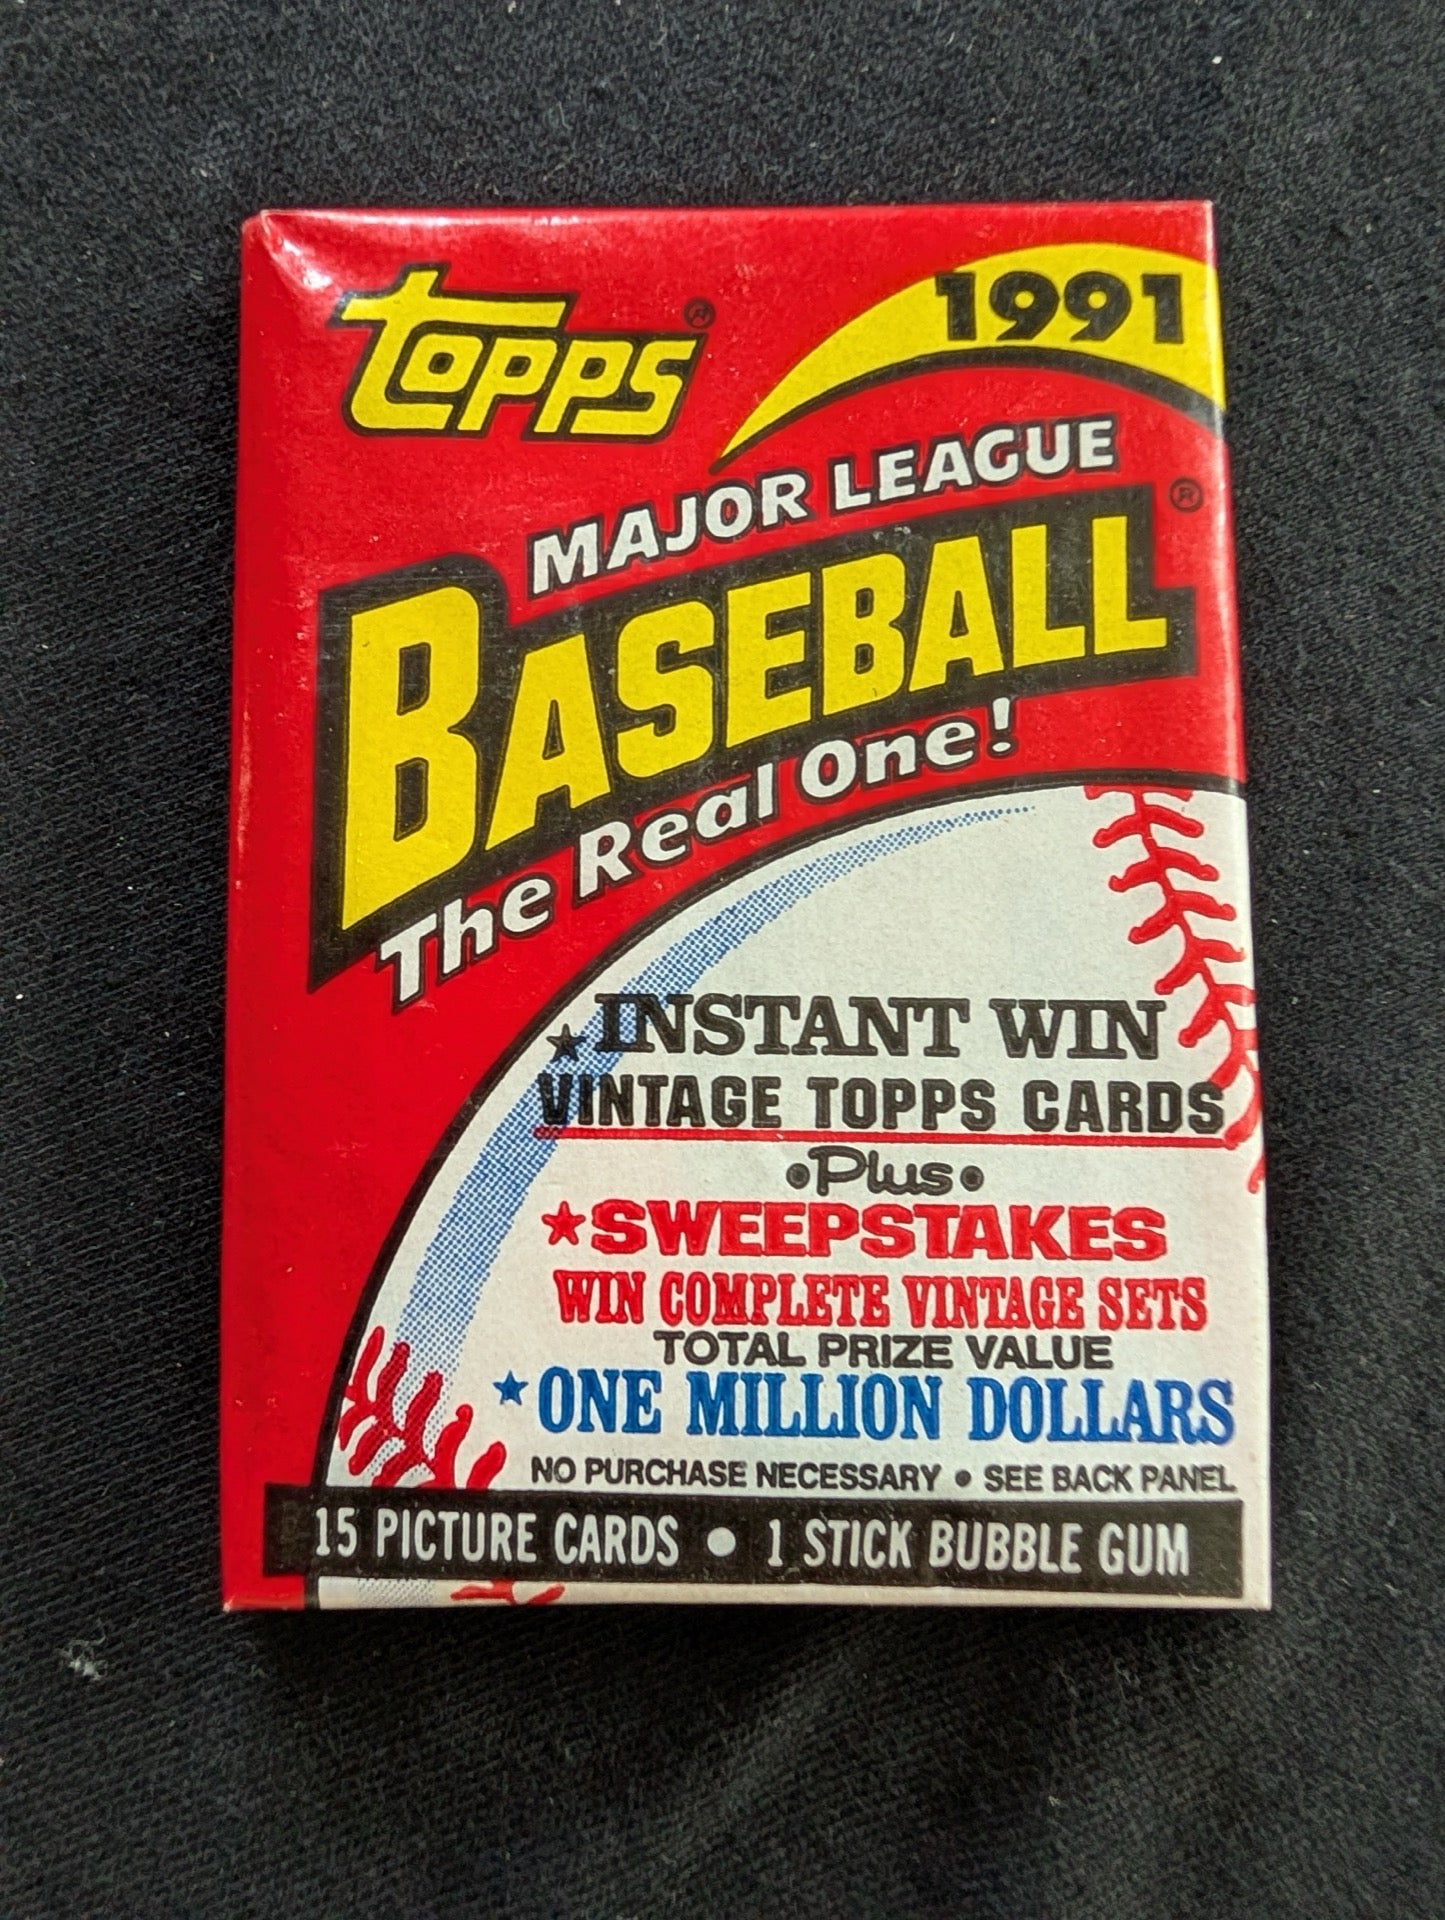 Topps®
1991
MAJOR LEAGUE
BASEBALL®
The Real One!
★INSTANT WIN
VINTAGE TOPPS CARDS
•Plus•
★SWEEPSTAKES
WIN COMPLETE VINTAGE SETS
TOTAL PRIZE VALUE
★ONE MILLION DOLLARS
NO PURCHASE NECESSARY • SEE BACK PANEL
15 PICTURE CARDS • 1 STICK BUBBLE GUM